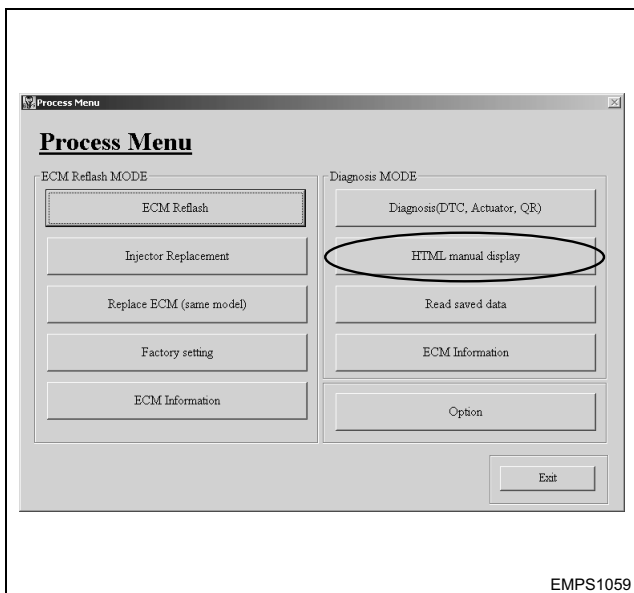 Process Menu
Process Menu
ECM Reflash MODE
ECM Reflash
Injector Replacement
Replace ECM (same model)
Factory setting
ECM Information
Diagnosis MODE
Diagnosis(DTC, Actuator, QR)
HTML manual display
Read saved data
ECM Information
Option
Exit
EMPS1059